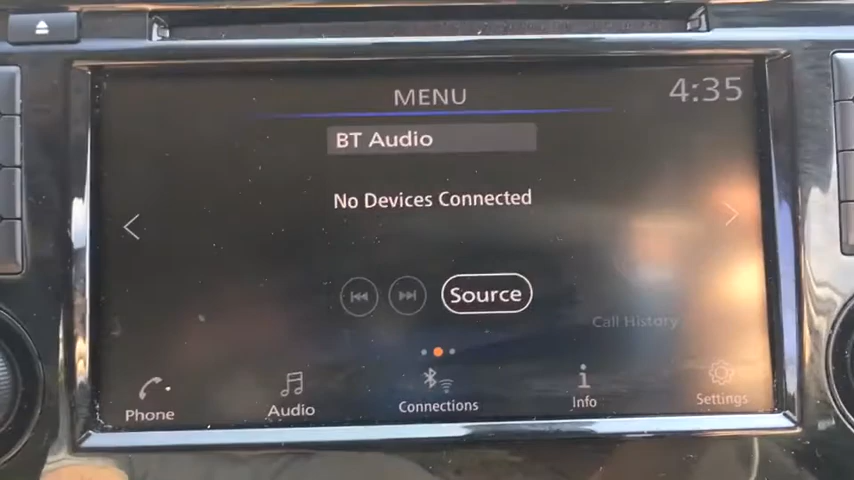 MENU
4:35
BT Audio
No Devices Connected
Source
Call History
Phone
Audio
Connections
Info
Settings